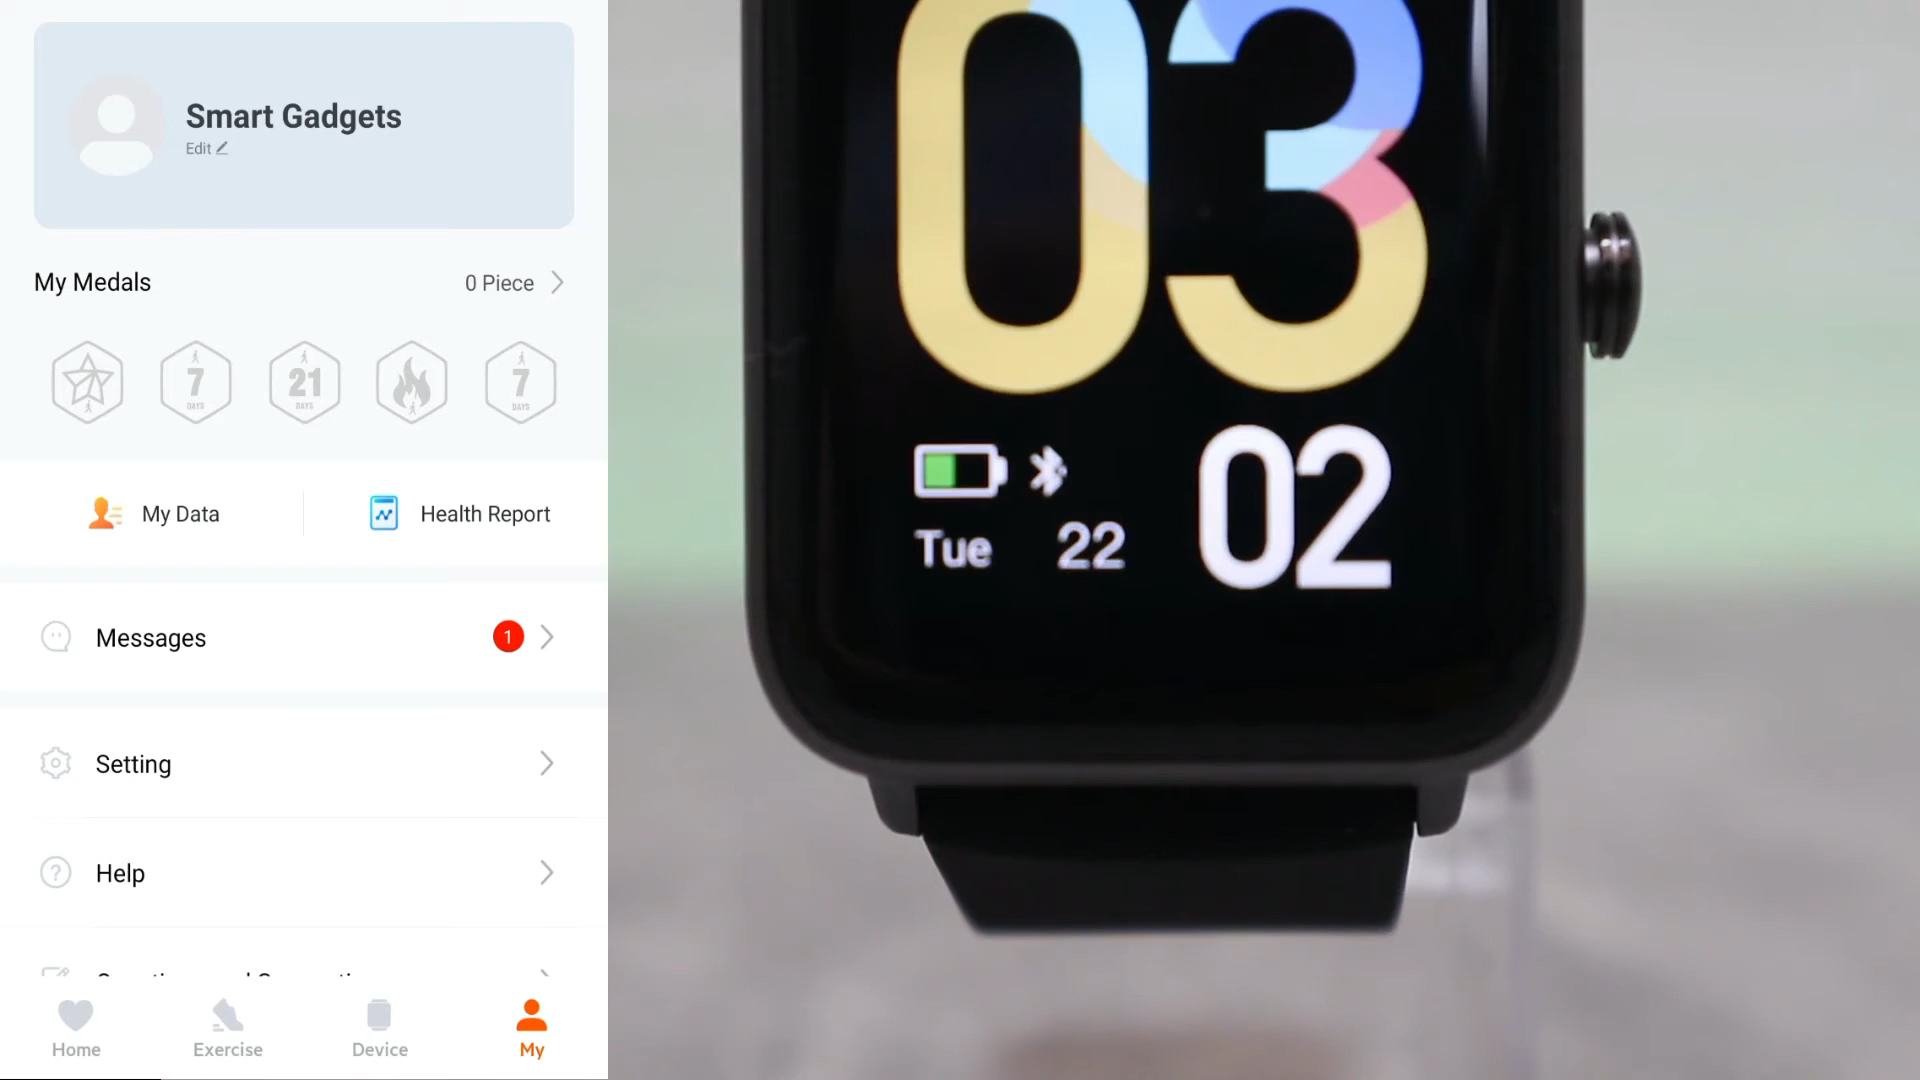 Smart Gadgets
Edit
My Medals
0 Piece
7
DAYS
21
DAYS
7
DAYS
My Data
Health Report
Messages
1
Setting
Help
Home
Exercise
Device
My
03
02
Tue 22